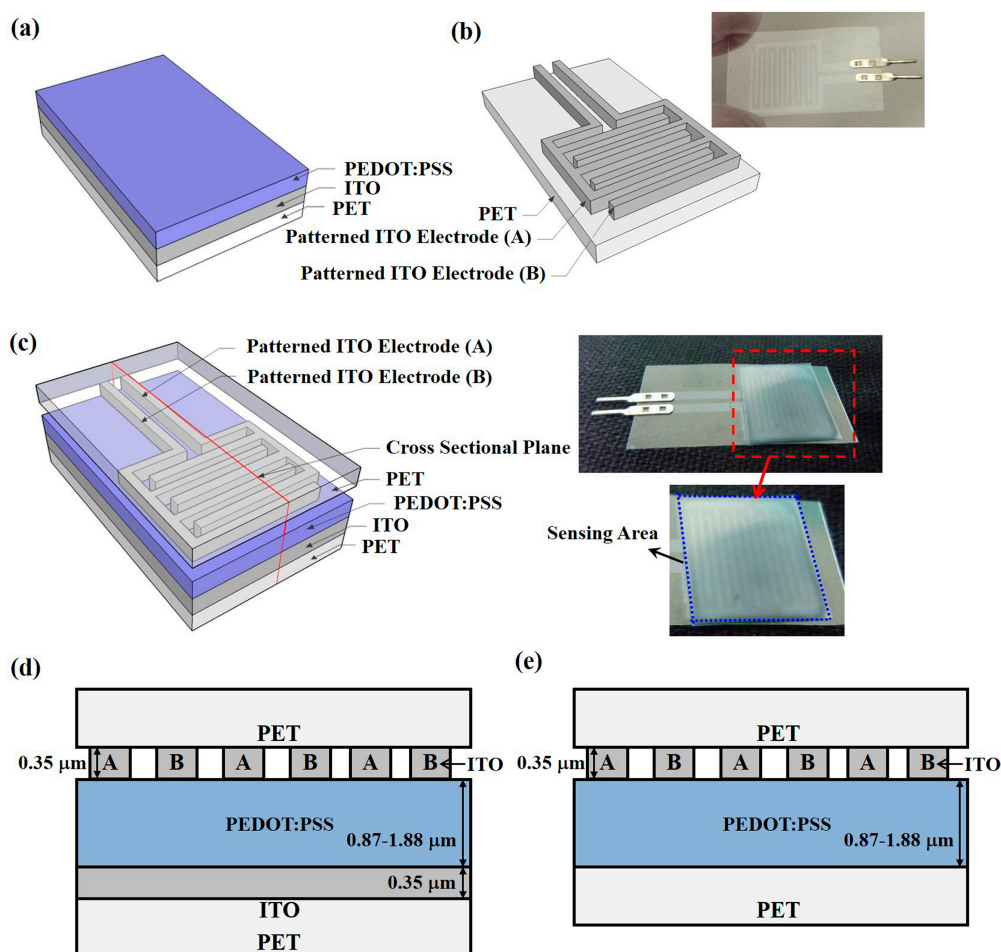 (a)
PEDOT:PSS
ITO
PET
(b)
PET
Patterned ITO Electrode (A)
Patterned ITO Electrode (B)
(c)
Patterned ITO Electrode (A)
Patterned ITO Electrode (B)
Cross Sectional Plane
PET
PEDOT:PSS
ITO
PET
Sensing Area
(d)
PET
0.35 μm
A B A B A B
ITO
PEDOT:PSS
0.87-1.88 μm
0.35 μm
ITO
PET
(e)
PET
0.35 μm
A B A B A B
ITO
PEDOT:PSS
0.87-1.88 μm
PET